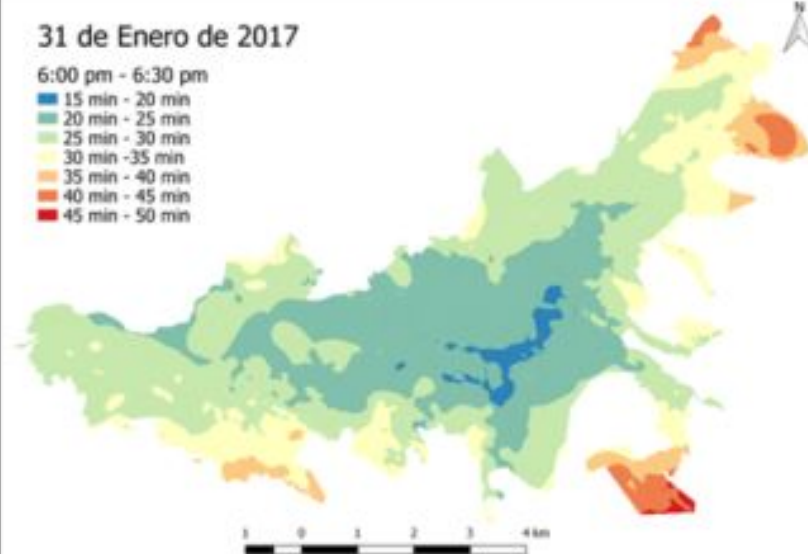 31 de Enero de 2017
N
6:00 pm - 6:30 pm
15 min - 20 min
20 min - 25 min
25 min - 30 min
30 min -35 min
35 min - 40 min
40 min - 45 min
45 min - 50 min
1 0 1 2 3 4 km